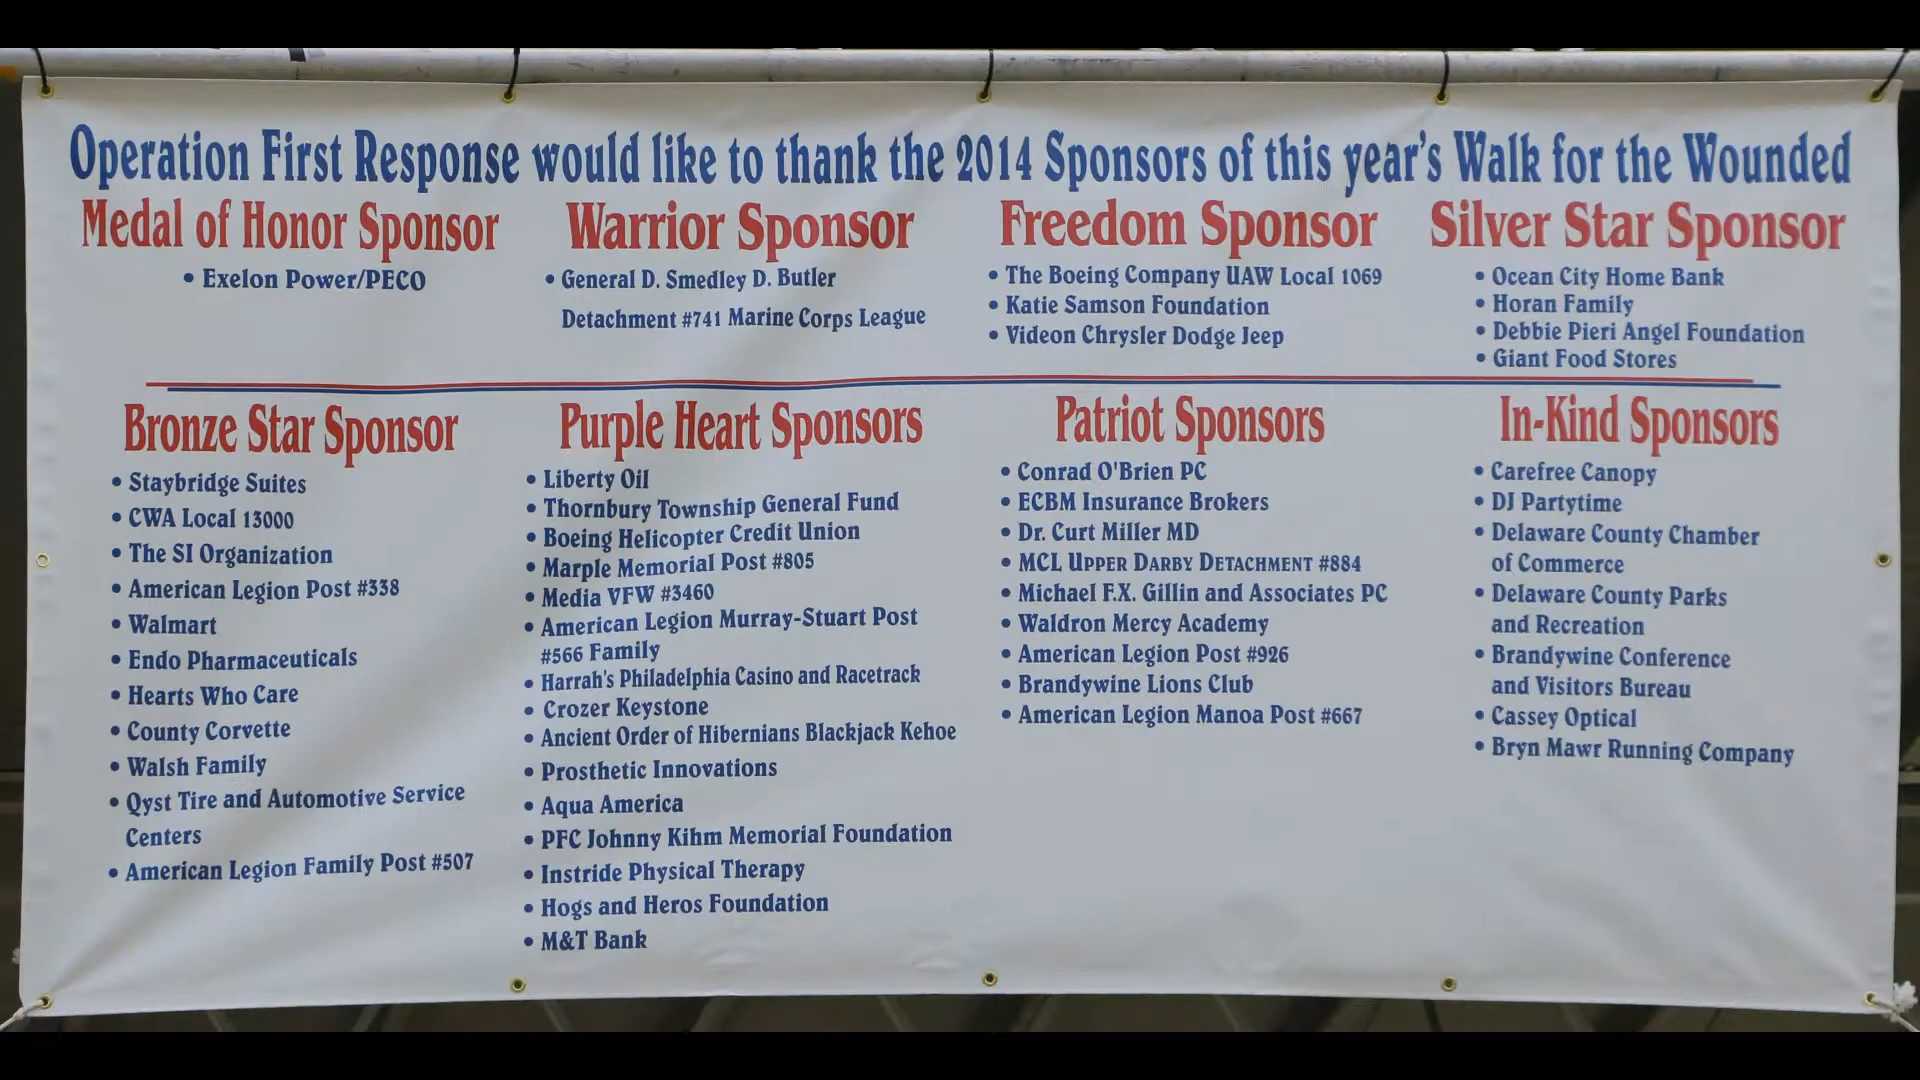 Operation First Response would like to thank the 2014 Sponsors of this year's Walk for the Wounded
Medal of Honor Sponsor
• Exelon Power/PECO
Warrior Sponsor
• General D. Smedley D. Butler
Detachment #741 Marine Corps League
Freedom Sponsor
• The Boeing Company UAW Local 1069
• Katie Samson Foundation
• Videon Chrysler Dodge Jeep
Silver Star Sponsor
• Ocean City Home Bank
• Horan Family
• Debbie Pieri Angel Foundation
• Giant Food Stores
Bronze Star Sponsor
• Staybridge Suites
• CWA Local 13000
• The SI Organization
• American Legion Post #338
• Walmart
• Endo Pharmaceuticals
• Hearts Who Care
• County Corvette
• Walsh Family
• Qyst Tire and Automotive Service
Centers
• American Legion Family Post #507
Purple Heart Sponsors
• Liberty Oil
• Thornbury Township General Fund
• Boeing Helicopter Credit Union
• Marple Memorial Post #805
• Media VFW #3460
• American Legion Murray-Stuart Post
#566 Family
• Harrah's Philadelphia Casino and Racetrack
• Crozer Keystone
• Ancient Order of Hibernians Blackjack Kehoe
• Prosthetic Innovations
• Aqua America
• PFC Johnny Kihm Memorial Foundation
• Instride Physical Therapy
• Hogs and Heros Foundation
• M&T Bank
Patriot Sponsors
• Conrad O'Brien PC
• ECBM Insurance Brokers
• Dr. Curt Miller MD
• MCL UPPER DARBY DETACHMENT #884
• Michael F.X. Gillin and Associates PC
• Waldron Mercy Academy
• American Legion Post #926
• Brandywine Lions Club
• American Legion Manoa Post #667
In-Kind Sponsors
• Carefree Canopy
• DJ Partytime
• Delaware County Chamber
of Commerce
• Delaware County Parks
and Recreation
• Brandywine Conference
and Visitors Bureau
• Cassey Optical
• Bryn Mawr Running Company